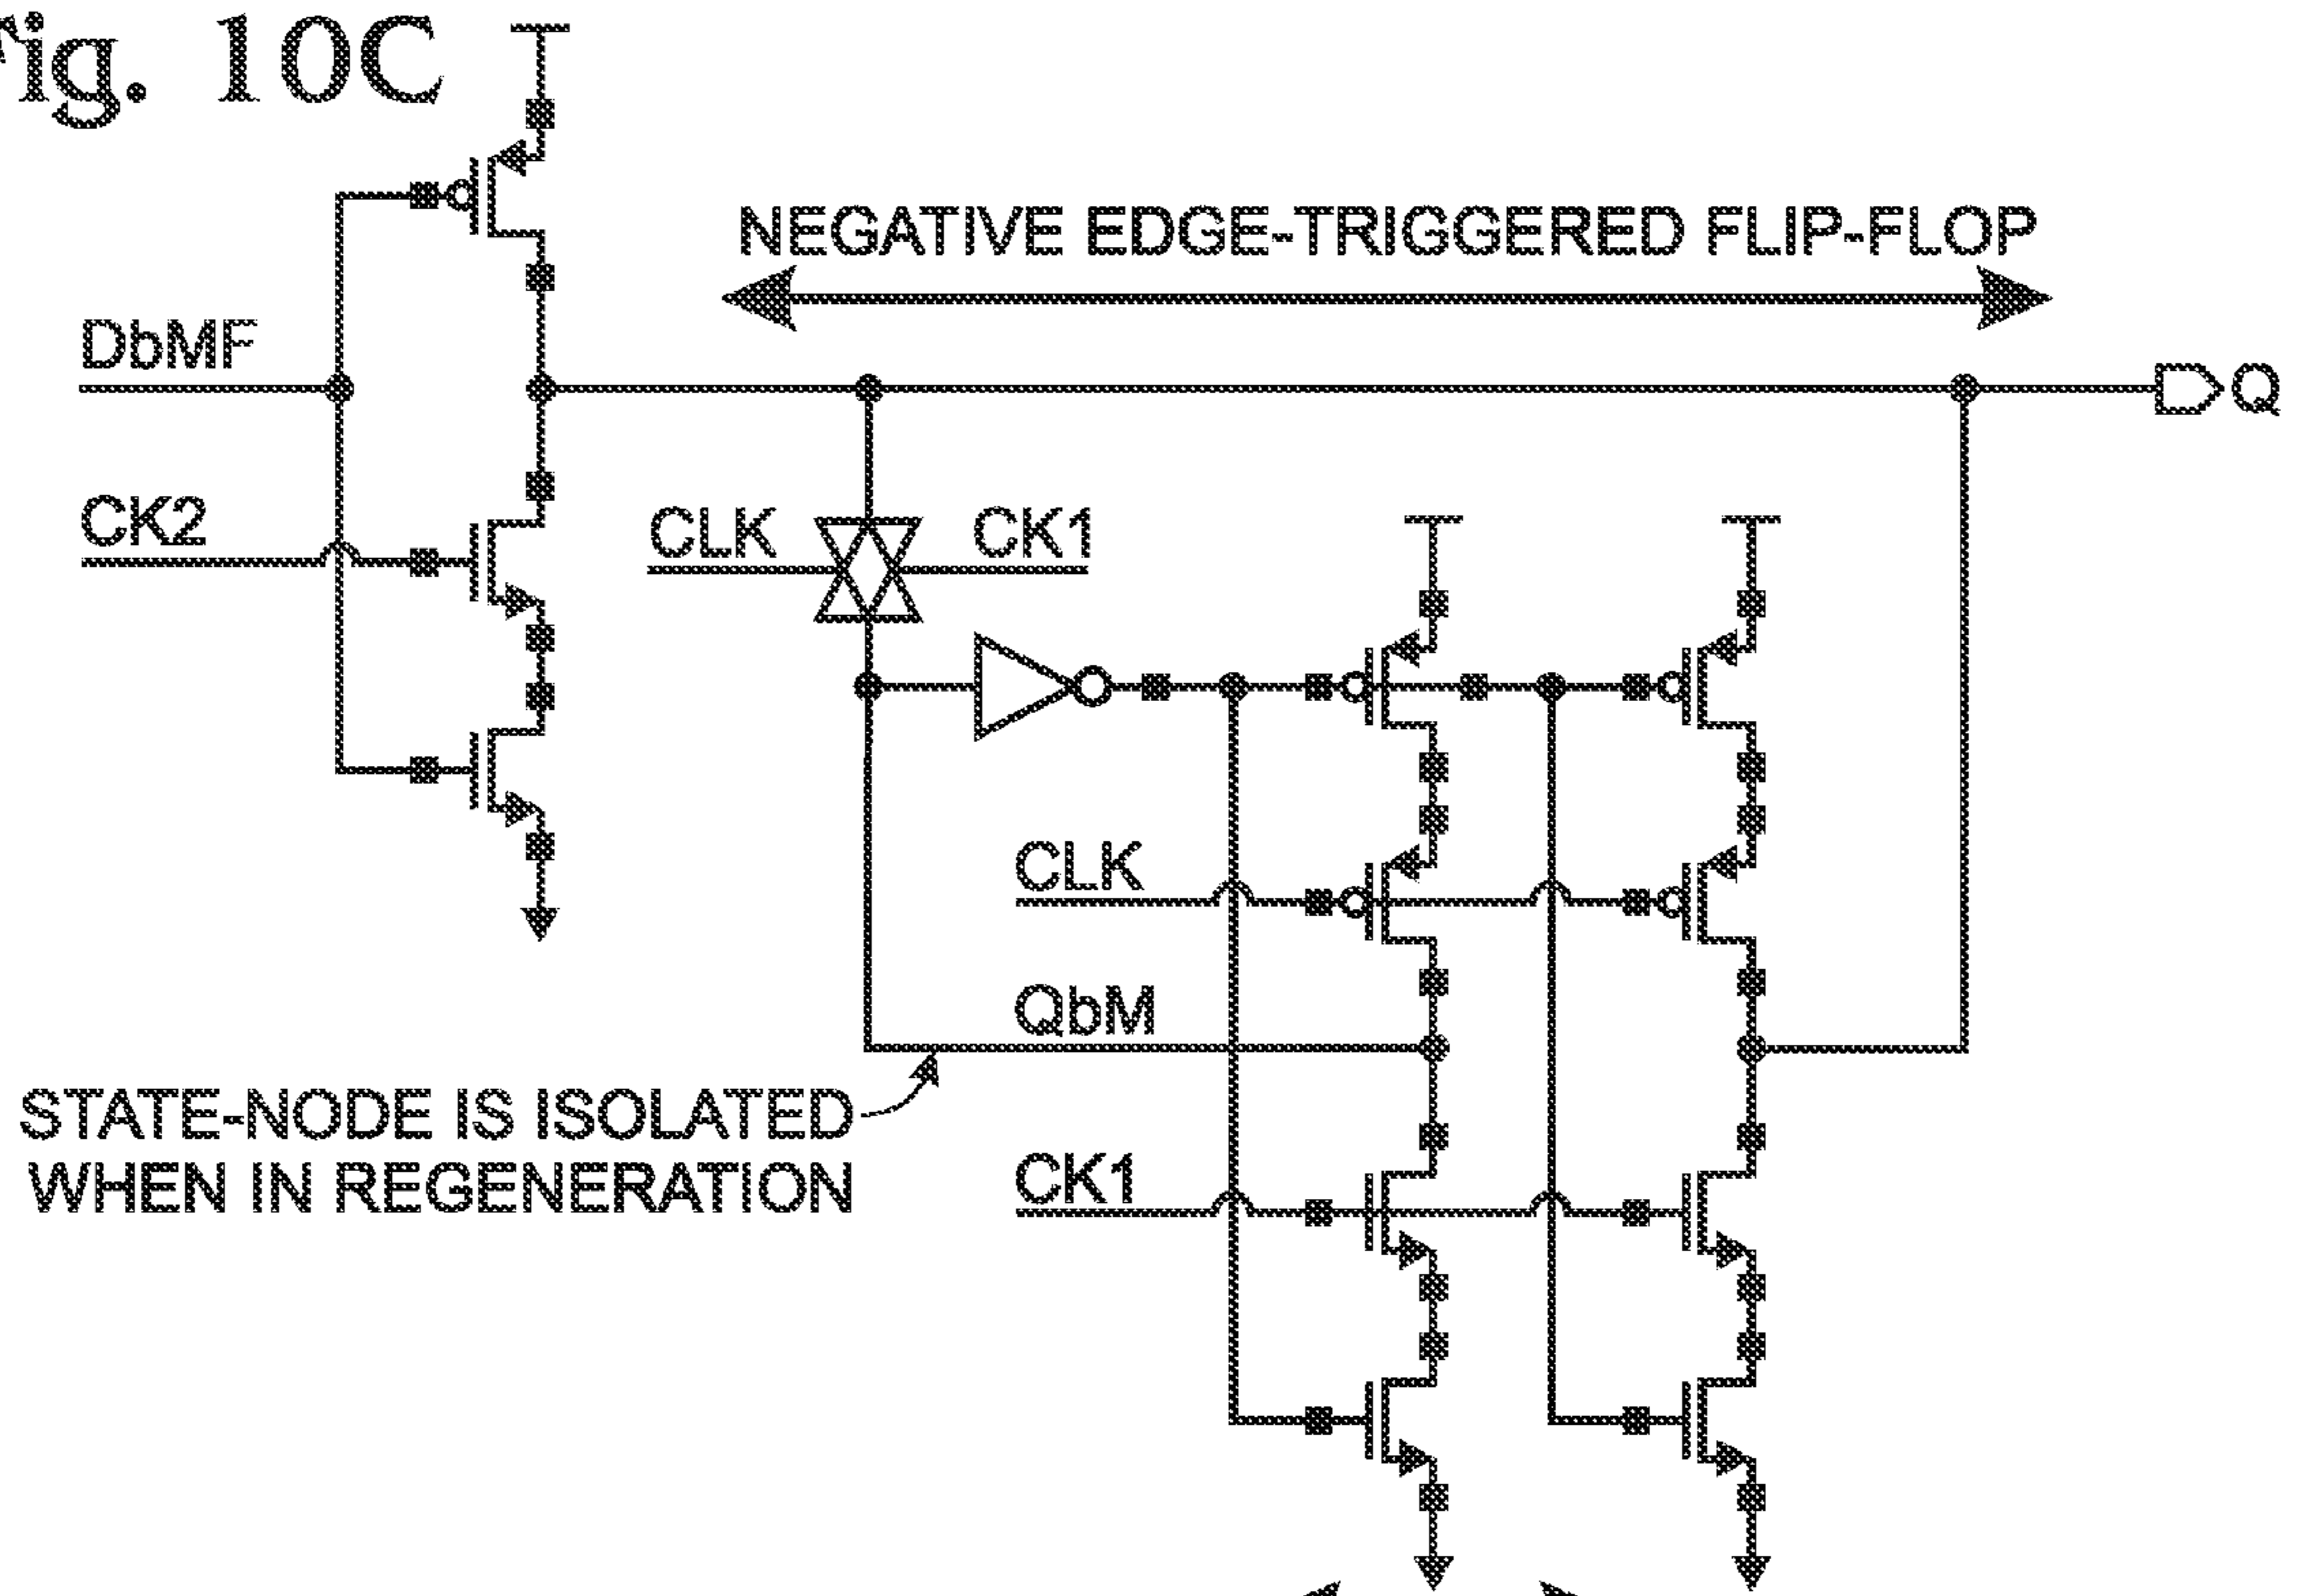 Fig. 10C
NEGATIVE EDGE-TRIGGERED FLIP-FLOP
DbMF
Q
CK2
CLK
CK1
CLK
QbM
STATE-NODE IS ISOLATED
WHEN IN REGENERATION
CK1